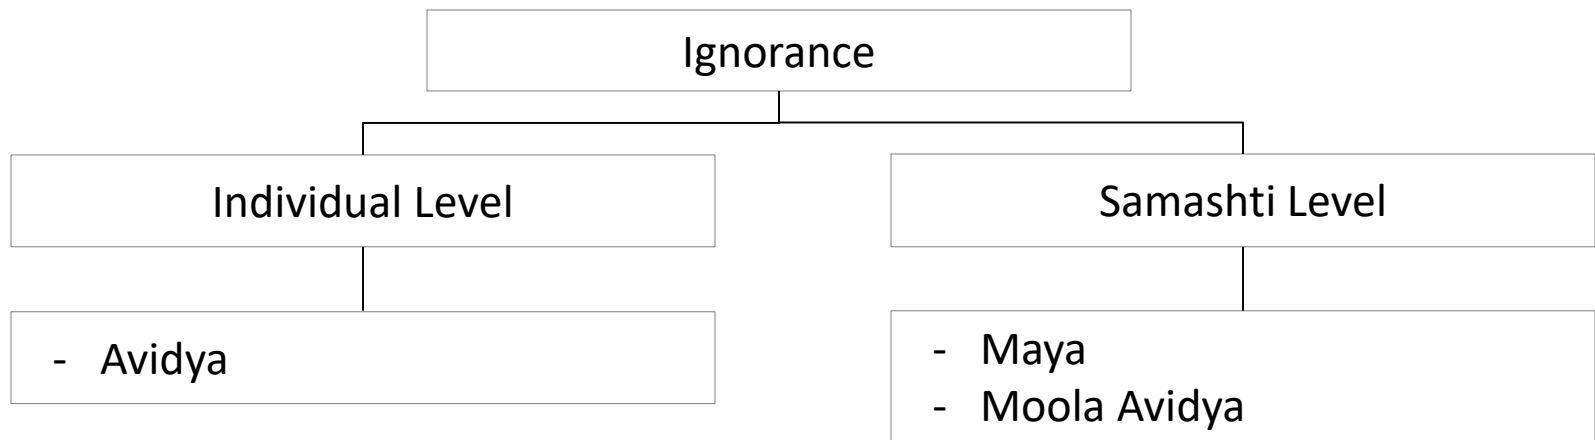 Ignorance
Individual Level
Samashti Level
- Avidya
- Maya
- Moola Avidya